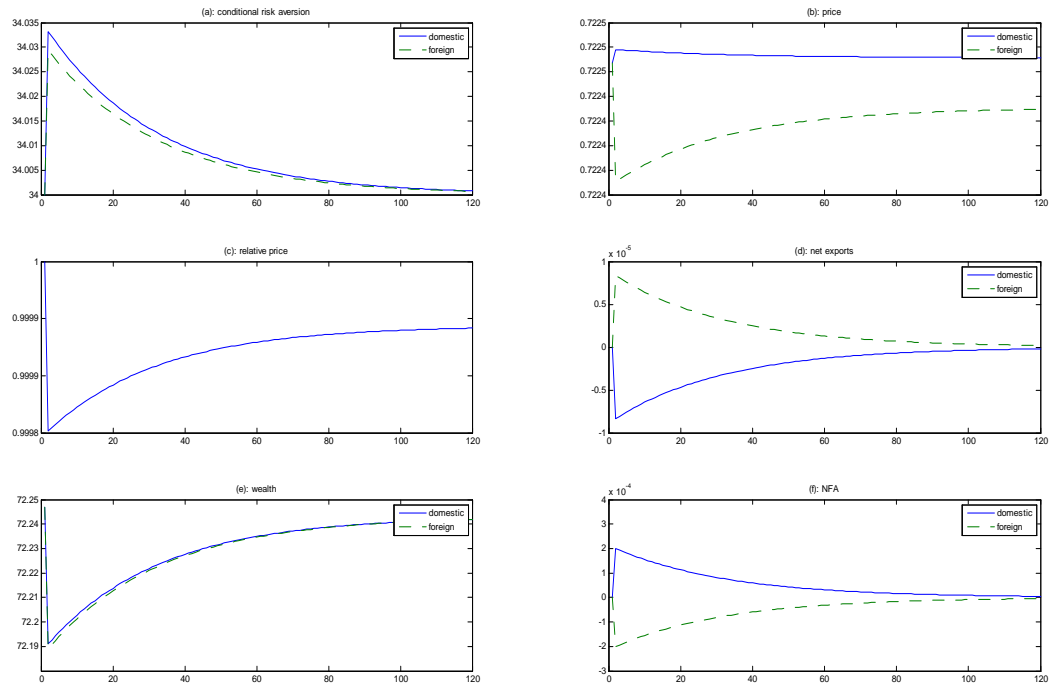 (a): conditional risk aversion
34.035
34.03
34.025
34.02
34.015
34.01
34.005
34
0 20 40 60 80 100 120
domestic
foreign
(b): price
0.7225
0.7225
0.7224
0.7224
0.7224
0.7224
0 20 40 60 80 100 120
domestic
foreign
(c): relative price
1
0.9999
0.9999
0.9998
0 20 40 60 80 100 120
(d): net exports
x 10^-5
1
0.5
0
-0.5
-1
0 20 40 60 80 100 120
domestic
foreign
(e): wealth
72.25
72.24
72.23
72.22
72.21
72.2
72.19
0 20 40 60 80 100 120
domestic
foreign
(f): NFA
x 10^-4
4
3
2
1
0
-1
-2
-3
0 20 40 60 80 100 120
domestic
foreign